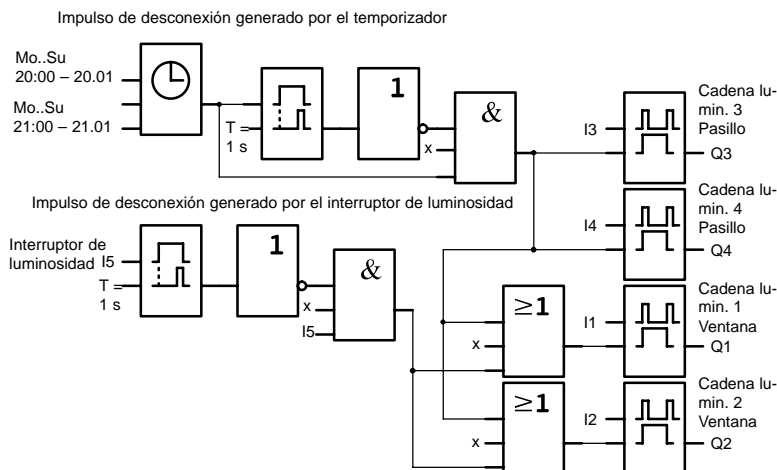 Impulso de desconexión generado por el temporizador
Mo..Su
20:00 – 20.01
Mo..Su
21:00 – 21.01
T =
1 s
1
x
&
I3
Cadena lu-
min. 3
Pasillo
Q3
Impulso de desconexión generado por el interruptor de luminosidad
I4
Cadena lu-
min. 4
Pasillo
Q4
Interruptor de
luminosidad I5
T =
1 s
1
x
I5
&
x
≥1
I1
Cadena lu-
min. 1
Ventana
Q1
x
≥1
I2
Cadena lu-
min. 2
Ventana
Q2